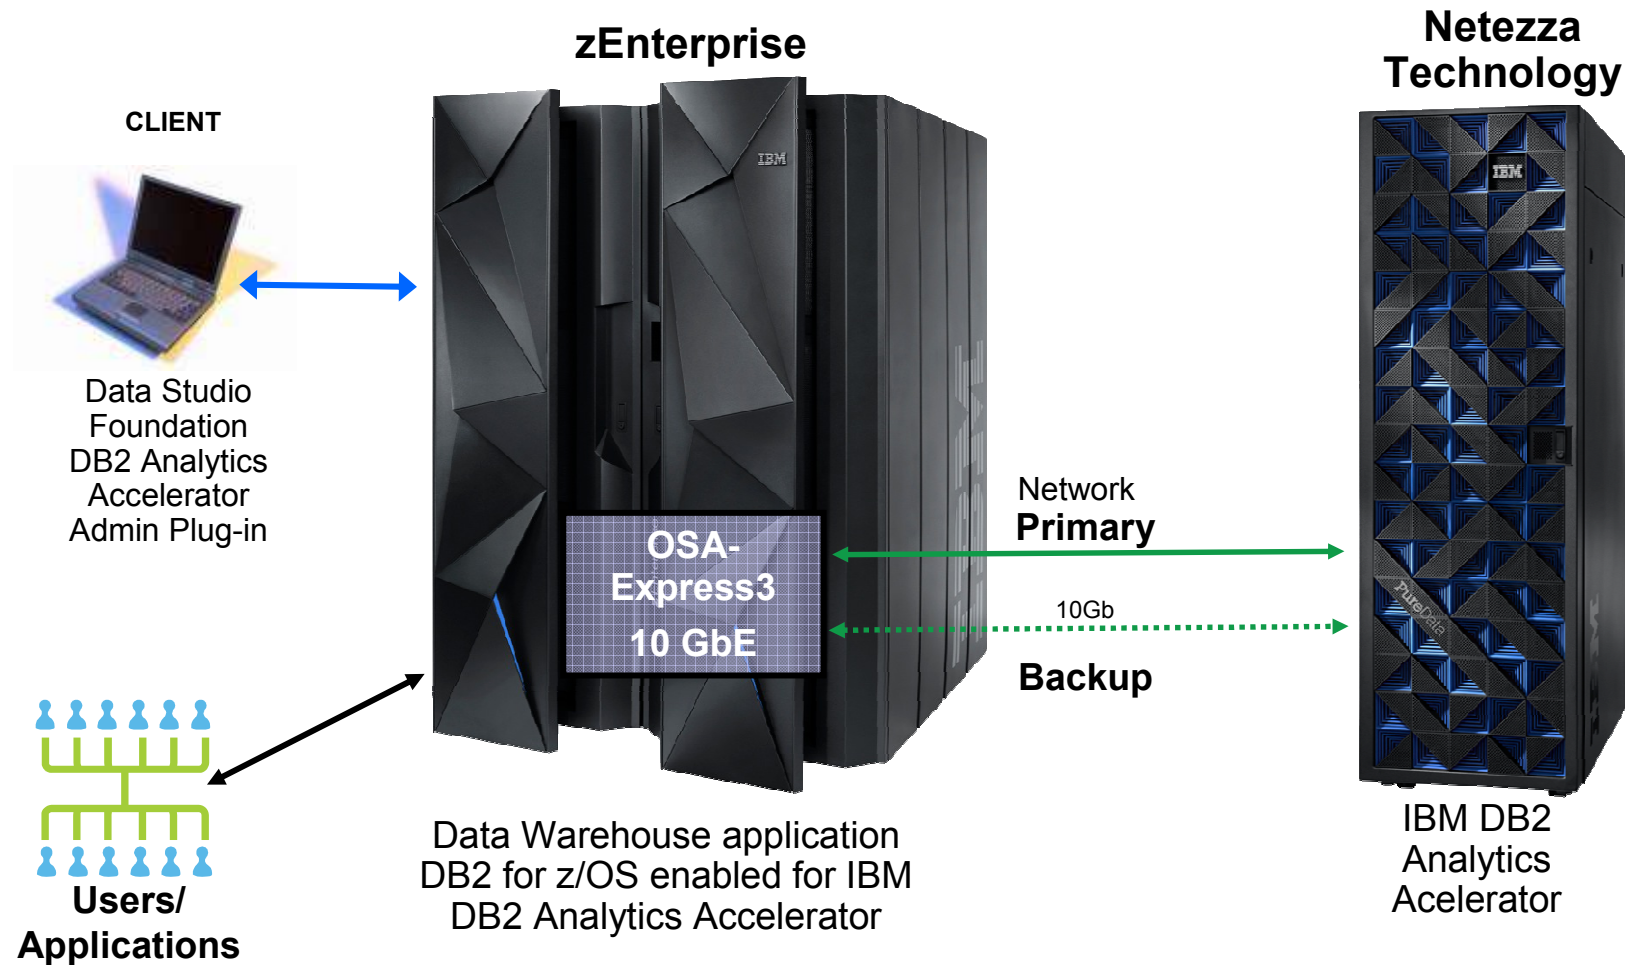 zEnterprise
Netezza
Technology
CLIENT
IBM
IBM
Data Studio
Foundation
DB2 Analytics
Accelerator
Admin Plug-in
IBM
Network
Primary
OSA-
Express3
10 GbE
10Gb
Backup
PureData
IBM
Users/
Applications
Data Warehouse application
DB2 for z/OS enabled for IBM
DB2 Analytics Accelerator
IBM DB2
Analytics
Acelerator